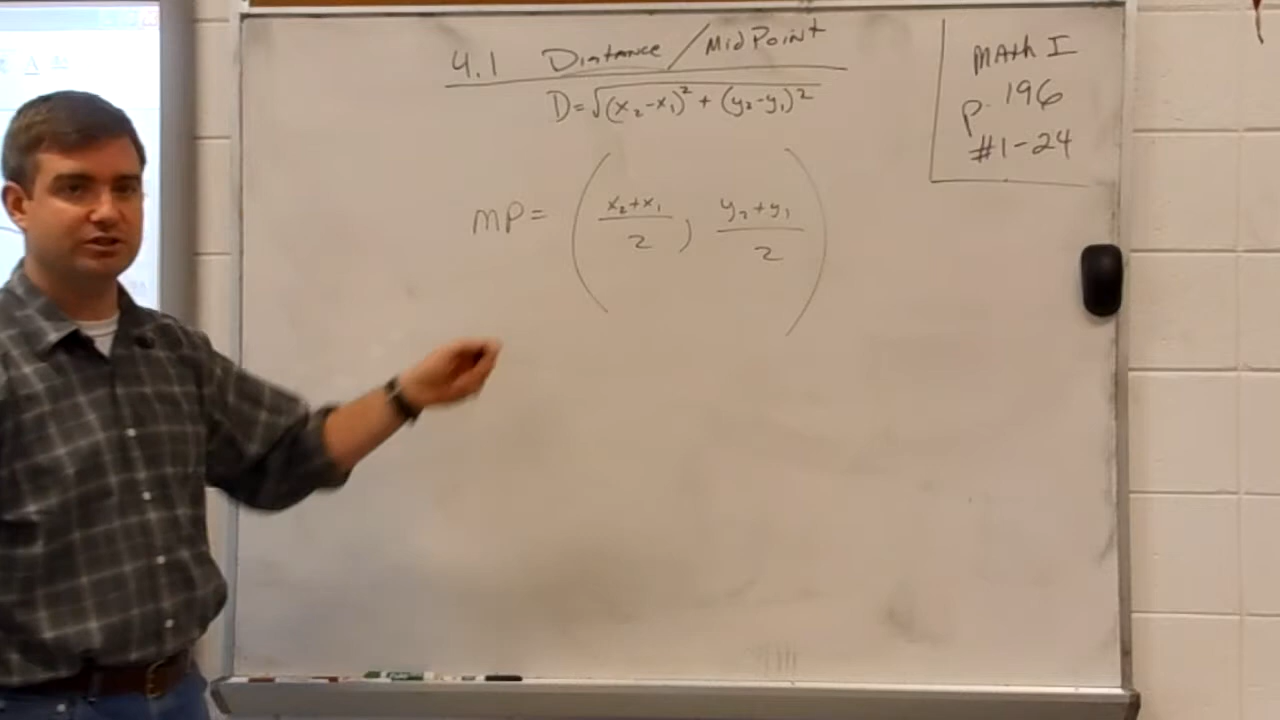 4.1 Distance / MidPoint
D = √(x₂-x₁)² + (y₂-y₁)²
MP = ( x₂+x₁ / 2 , y₂+y₁ / 2 )
MAth I
p. 196
#1-24